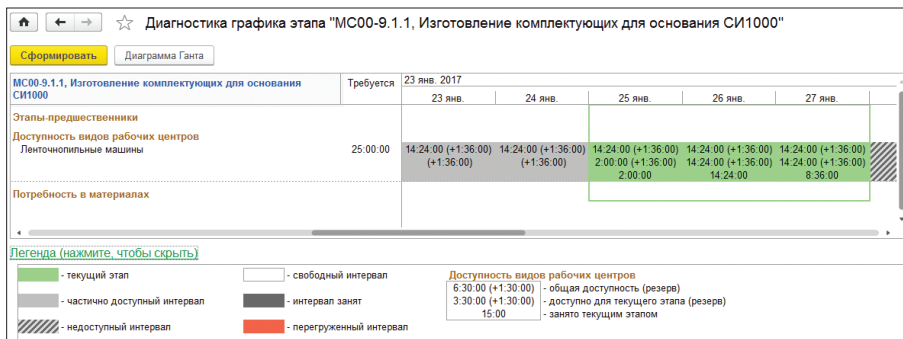 Диагностика графика этапа "МС00-9.1.1, Изготовление комплектующих для основания СИ1000"
Сформировать
Диаграмма Ганта
МС00-9.1.1, Изготовление комплектующих для основания СИ1000
Требуется
23 янв. 2017
23 янв. 24 янв. 25 янв. 26 янв. 27 янв.
Этапы-предшественники
Доступность видов рабочих центров
Ленточнопильные машины 25:00:00 14:24:00 (+1:36:00) 14:24:00 (+1:36:00) 14:24:00 (+1:36:00) 14:24:00 (+1:36:00) 14:24:00 (+1:36:00)
(+1:36:00) (+1:36:00) 2:00:00 (+1:36:00) 14:24:00 (+1:36:00) 14:24:00 (+1:36:00)
2:00:00 14:24:00 8:36:00
Потребность в материалах
Легенда (нажмите, чтобы скрыть)
- текущий этап
- свободный интервал
Доступность видов рабочих центров
- частично доступный интервал
- интервал занят
6:30:00 (+1:30:00) - общая доступность (резерв)
3:30:00 (+1:30:00) - доступно для текущего этапа (резерв)
15:00 - занято текущим этапом
- недоступный интервал
- перегруженный интервал